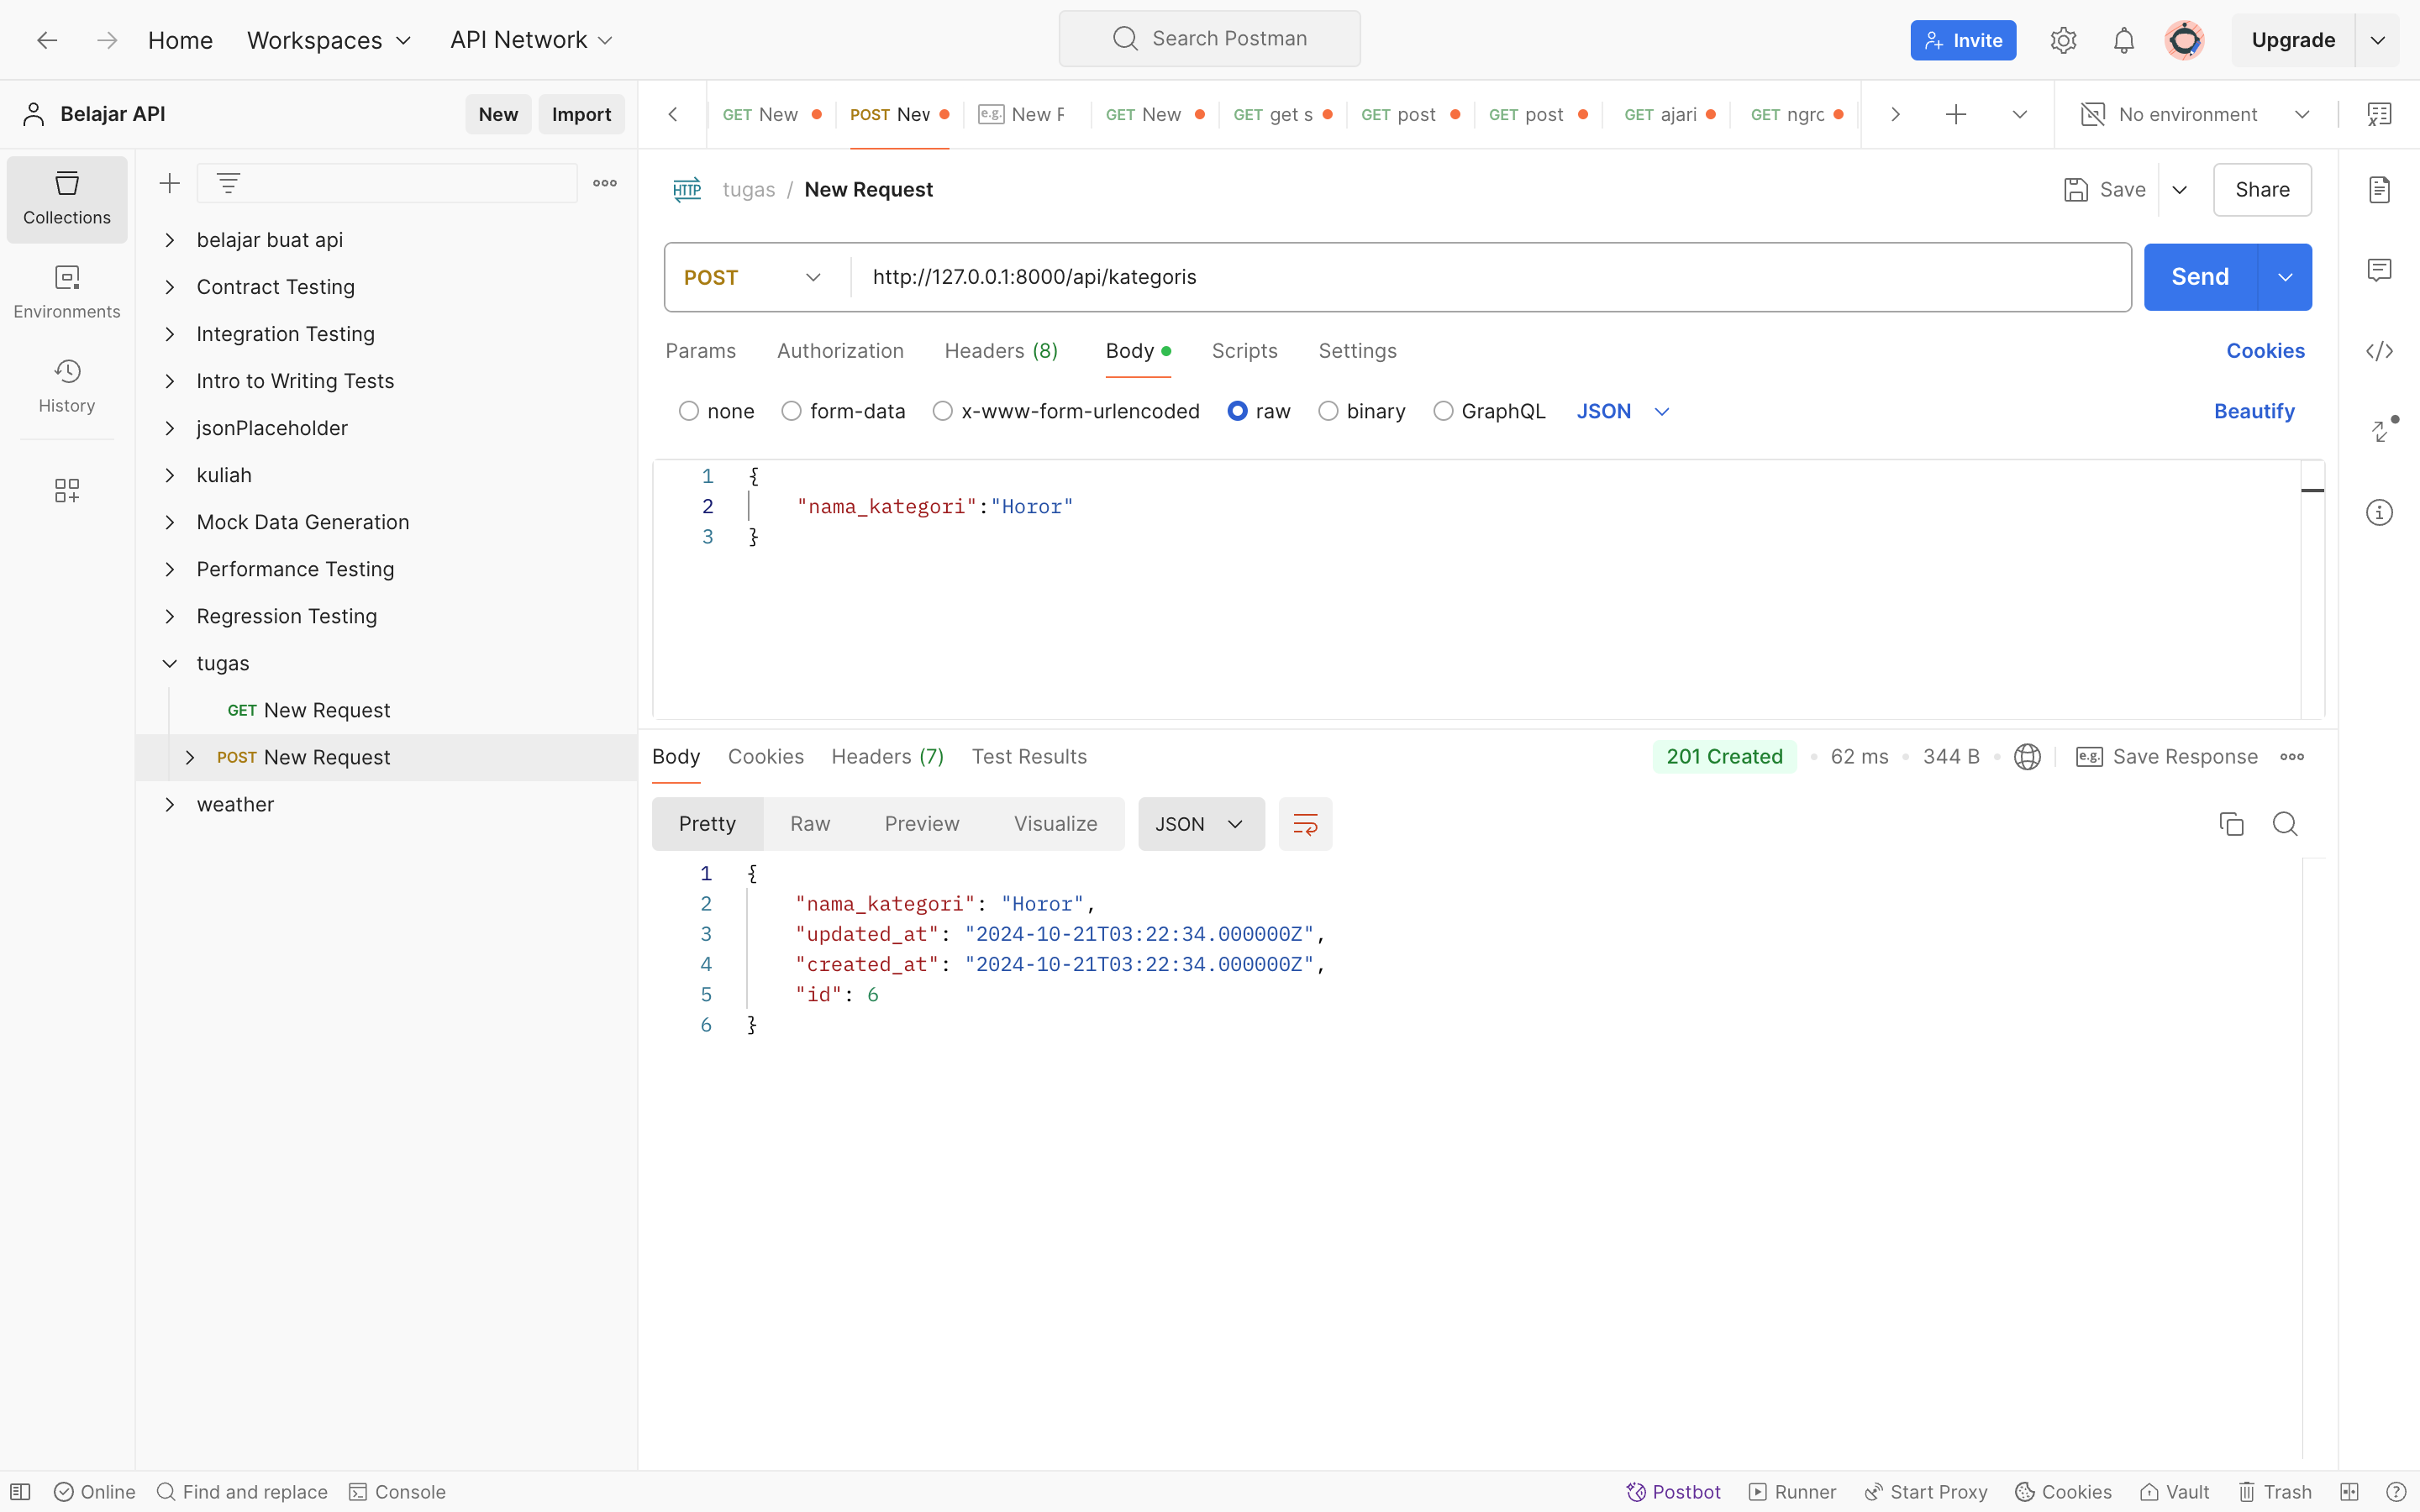 Home Workspaces API Network Search Postman Invite Upgrade
Belajar API New Import
GET New POST Nev e.g. New F GET New GET get s GET post GET post GET ajari GET ngrc No environment
Collections
Environments
History
belajar buat api
Contract Testing
Integration Testing
Intro to Writing Tests
jsonPlaceholder
kuliah
Mock Data Generation
Performance Testing
Regression Testing
tugas
GET New Request
POST New Request
weather
HTTP tugas / New Request Save Share
POST http://127.0.0.1:8000/api/kategoris Send
Params Authorization Headers (8) Body Scripts Settings Cookies
none form-data x-www-form-urlencoded raw binary GraphQL JSON Beautify
1 {
2 "nama_kategori":"Horor"
3 }
Body Cookies Headers (7) Test Results 201 Created 62 ms 344 B e.g. Save Response
Pretty Raw Preview Visualize JSON
1 {
2 "nama_kategori": "Horor",
3 "updated_at": "2024-10-21T03:22:34.000000Z",
4 "created_at": "2024-10-21T03:22:34.000000Z",
5 "id": 6
6 }
Online Find and replace Console Postbot Runner Start Proxy Cookies Vault Trash